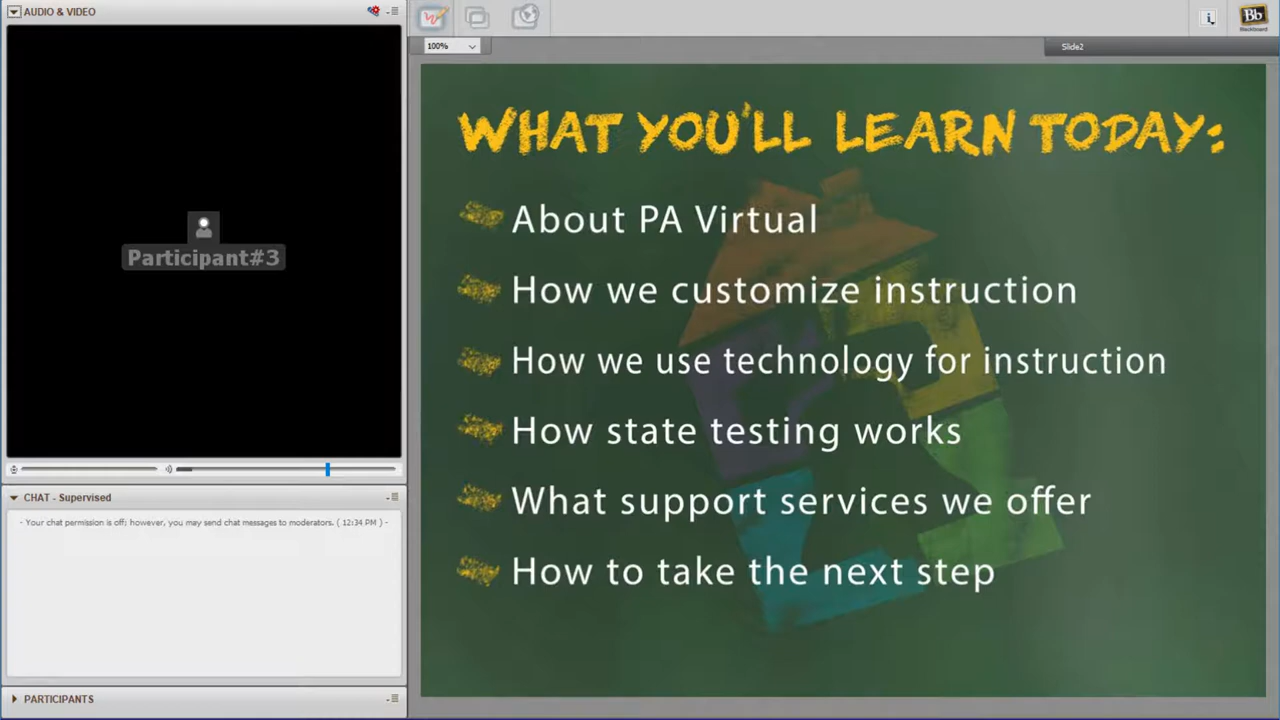 AUDIO & VIDEO
Participant#3
CHAT - Supervised
- Your chat permission is off; however, you may send chat messages to moderators. ( 12:34 PM ) -
PARTICIPANTS
100%
i
Bb
Blackboard
Slide2
WHAT YOU'LL LEARN TODAY:
About PA Virtual
How we customize instruction
How we use technology for instruction
How state testing works
What support services we offer
How to take the next step